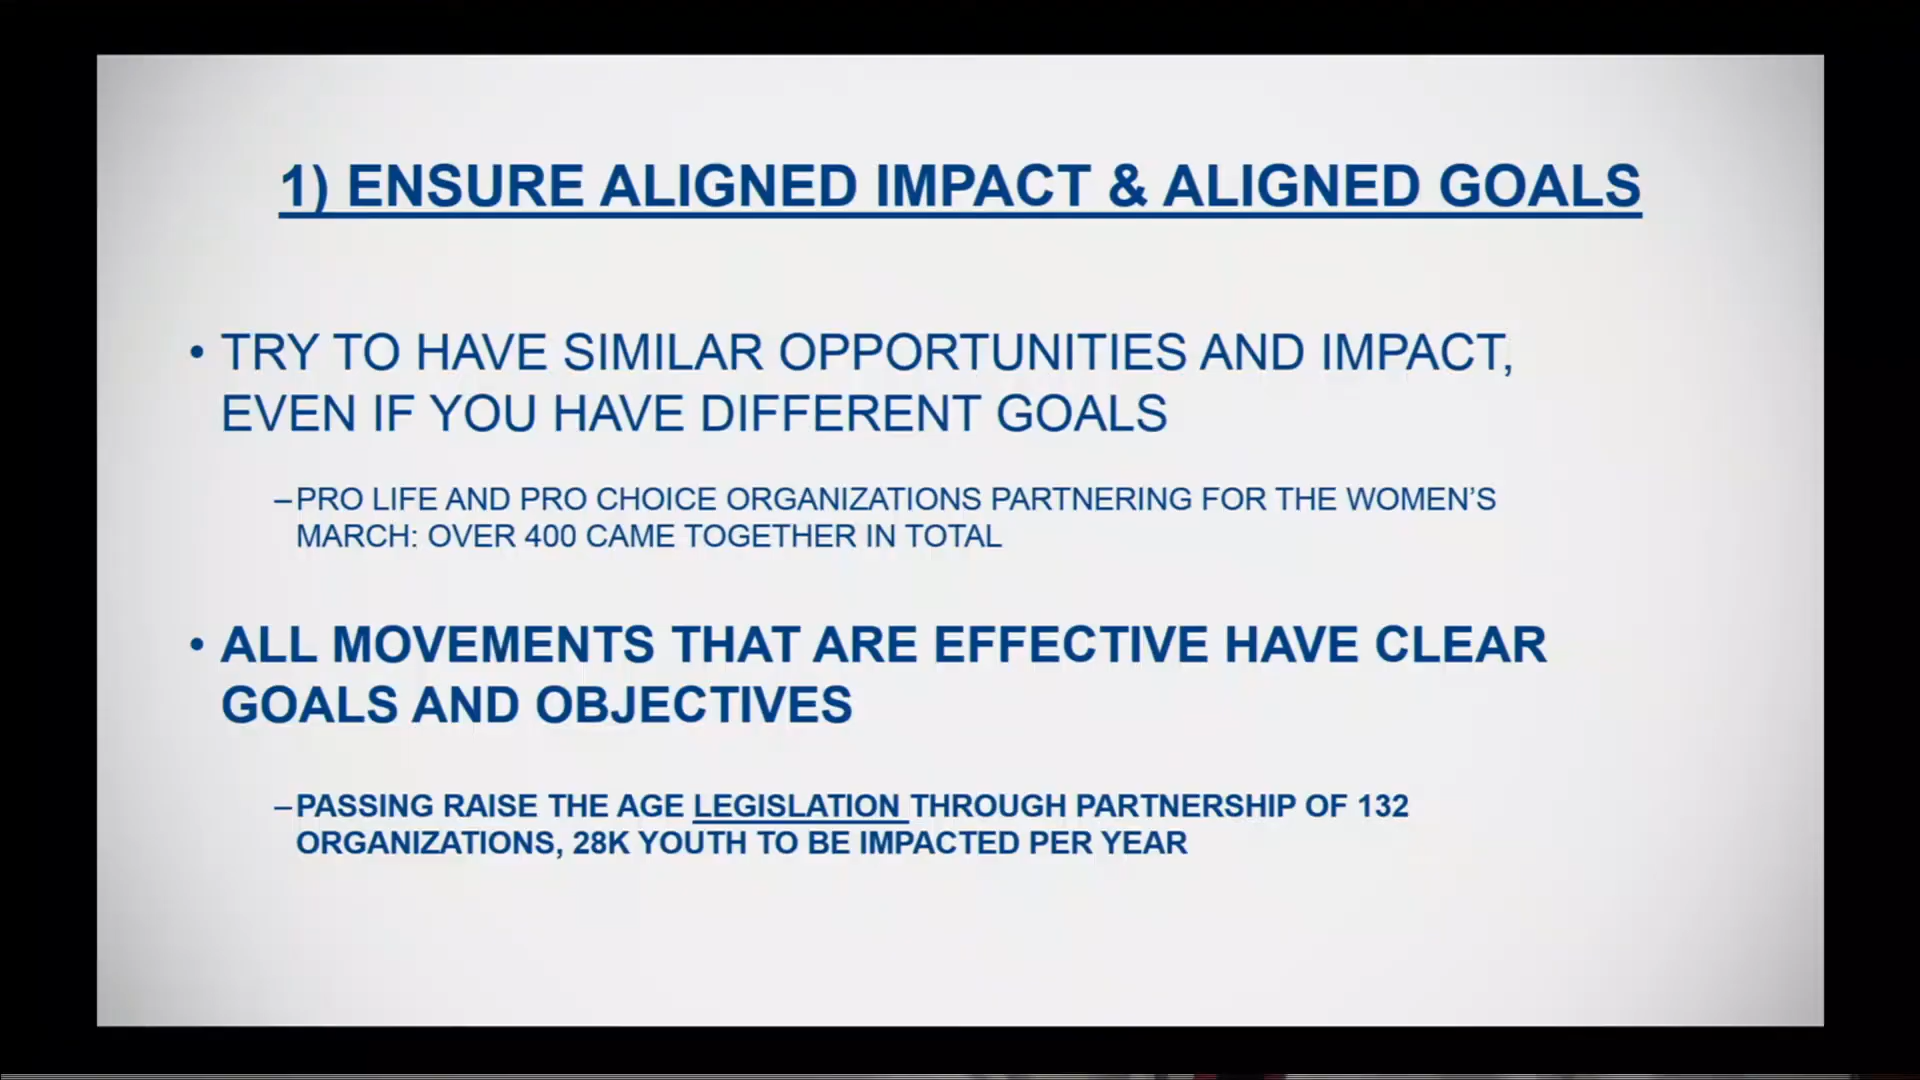 1) ENSURE ALIGNED IMPACT & ALIGNED GOALS
• TRY TO HAVE SIMILAR OPPORTUNITIES AND IMPACT,
EVEN IF YOU HAVE DIFFERENT GOALS
–PRO LIFE AND PRO CHOICE ORGANIZATIONS PARTNERING FOR THE WOMEN’S
MARCH: OVER 400 CAME TOGETHER IN TOTAL
• ALL MOVEMENTS THAT ARE EFFECTIVE HAVE CLEAR
GOALS AND OBJECTIVES
–PASSING RAISE THE AGE LEGISLATION THROUGH PARTNERSHIP OF 132
ORGANIZATIONS, 28K YOUTH TO BE IMPACTED PER YEAR